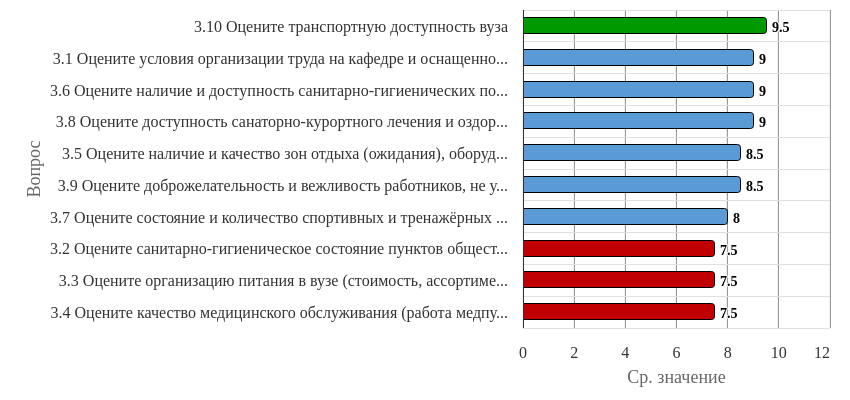 3.10 Оцените транспортную доступность вуза 9.5
3.1 Оцените условия организации труда на кафедре и оснащенно... 9
3.6 Оцените наличие и доступность санитарно-гигиенических по... 9
3.8 Оцените доступность санаторно-курортного лечения и оздор... 9
3.5 Оцените наличие и качество зон отдыха (ожидания), оборуд... 8.5
3.9 Оцените доброжелательность и вежливость работников, не у... 8.5
3.7 Оцените состояние и количество спортивных и тренажёрных ... 8
3.2 Оцените санитарно-гигиеническое состояние пунктов общест... 7.5
3.3 Оцените организацию питания в вузе (стоимость, ассортиме... 7.5
3.4 Оцените качество медицинского обслуживания (работа медпу... 7.5
Вопрос
0 2 4 6 8 10 12
Ср. значение